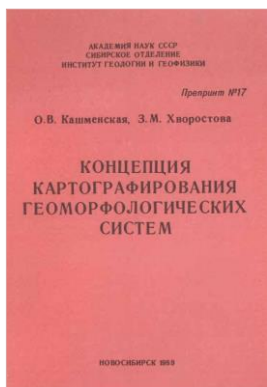 АКАДЕМИЯ НАУК СССР
СИБИРСКОЕ ОТДЕЛЕНИЕ
ИНСТИТУТ ГЕОЛОГИИ И ГЕОФИЗИКИ
Препринт №17
О.В. Кашменская, З.М. Хворостова
КОНЦЕПЦИЯ
КАРТОГРАФИРОВАНИЯ
ГЕОМОРФОЛОГИЧЕСКИХ
СИСТЕМ
НОВОСИБИРСК